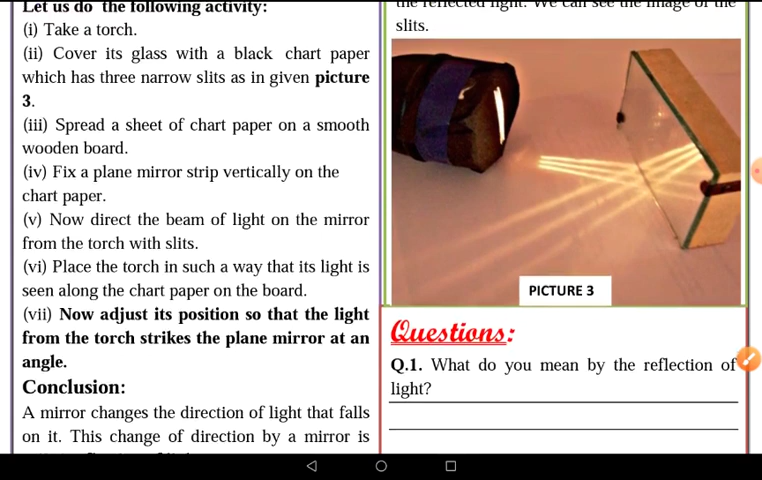 Let us do the following activity:
(i) Take a torch.
(ii) Cover its glass with a black chart paper
which has three narrow slits as in given picture
3.
(iii) Spread a sheet of chart paper on a smooth
wooden board.
(iv) Fix a plane mirror strip vertically on the
chart paper.
(v) Now direct the beam of light on the mirror
from the torch with slits.
(vi) Place the torch in such a way that its light is
seen along the chart paper on the board.
(vii) Now adjust its position so that the light
from the torch strikes the plane mirror at an
angle.
Conclusion:
A mirror changes the direction of light that falls
on it. This change of direction by a mirror is
the reflected light. We can see the image of the
slits.
PICTURE 3
Questions:
Q.1. What do you mean by the reflection of
light?